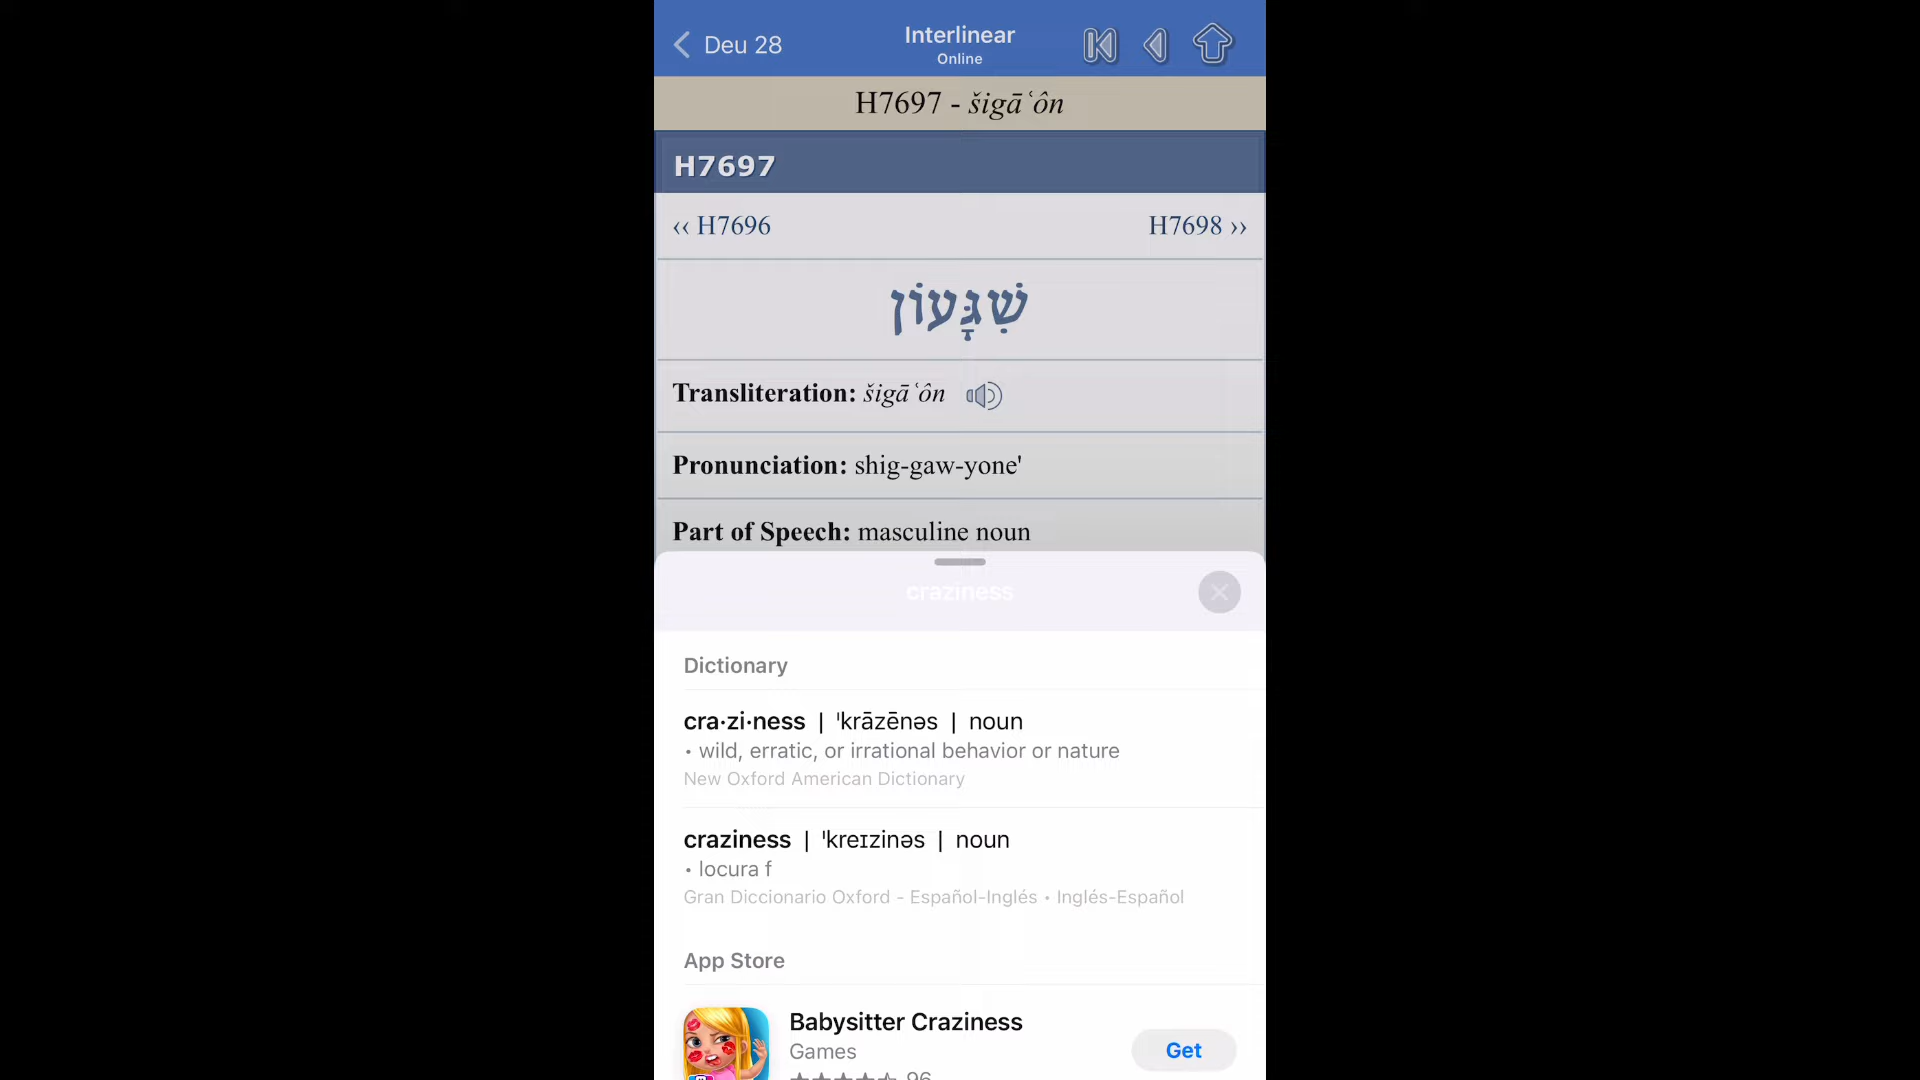 Deu 28
Interlinear
Online
H7697 - šigāʿôn
H7697
‹‹ H7696
H7698 ››
שִׁגָּעוֹן
Transliteration: šigāʿôn
Pronunciation: shig-gaw-yone'
Part of Speech: masculine noun
craziness
Dictionary
cra·zi·ness | ˈkrāzēnəs | noun
• wild, erratic, or irrational behavior or nature
New Oxford American Dictionary
craziness | ˈkreɪzinəs | noun
• locura f
Gran Diccionario Oxford - Español-Inglés • Inglés-Español
App Store
Babysitter Craziness
Games
Get
96